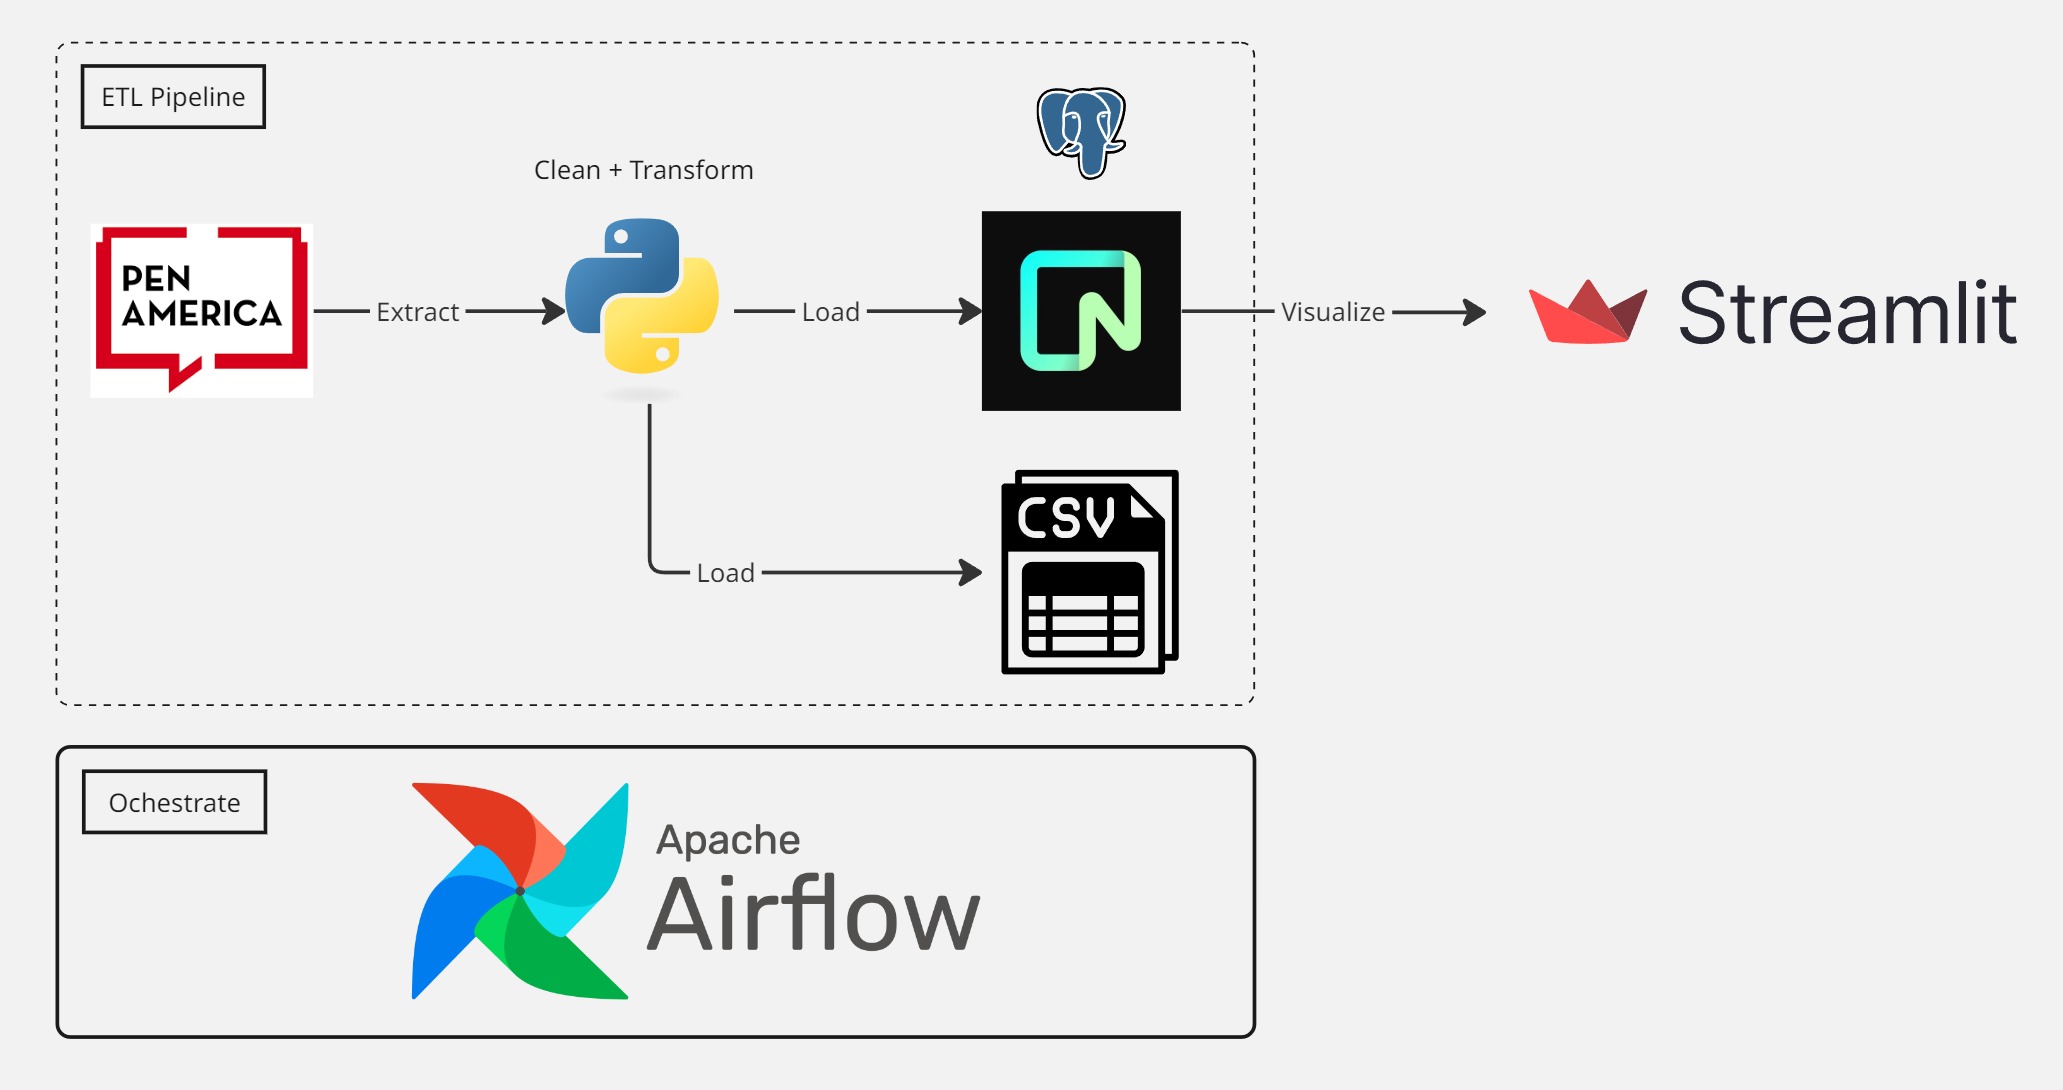 ETL Pipeline
Clean + Transform
PEN
AMERICA
Extract
Load
Visualize
Streamlit
CSV
Load
Ochestrate
Apache
Airflow